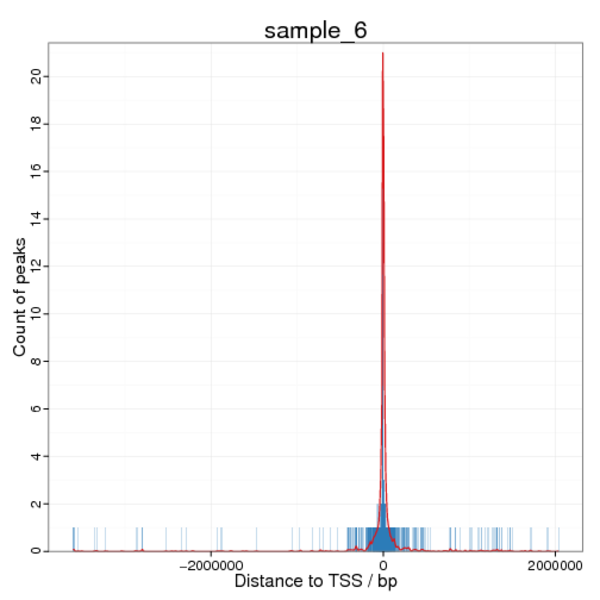 sample_6
Count of peaks
20
18
16
14
12
10
8
6
4
2
0
−2000000 0 2000000
Distance to TSS / bp